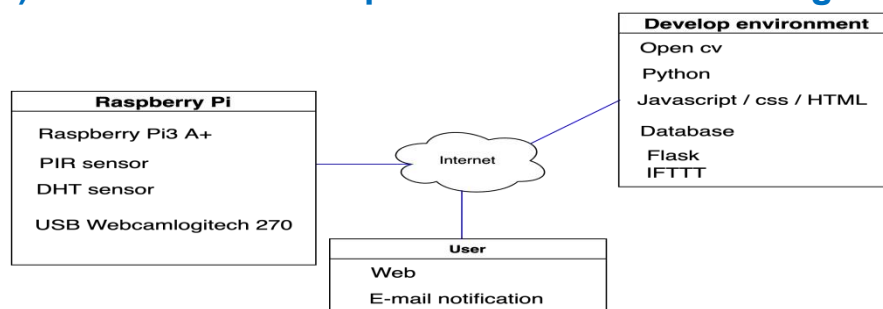 Develop environment
Open cv
Python
Javascript / css / HTML
Database
Flask
IFTTT
Raspberry Pi
Raspberry Pi3 A+
PIR sensor
DHT sensor
USB Webcamlogitech 270
Internet
User
Web
E-mail notification